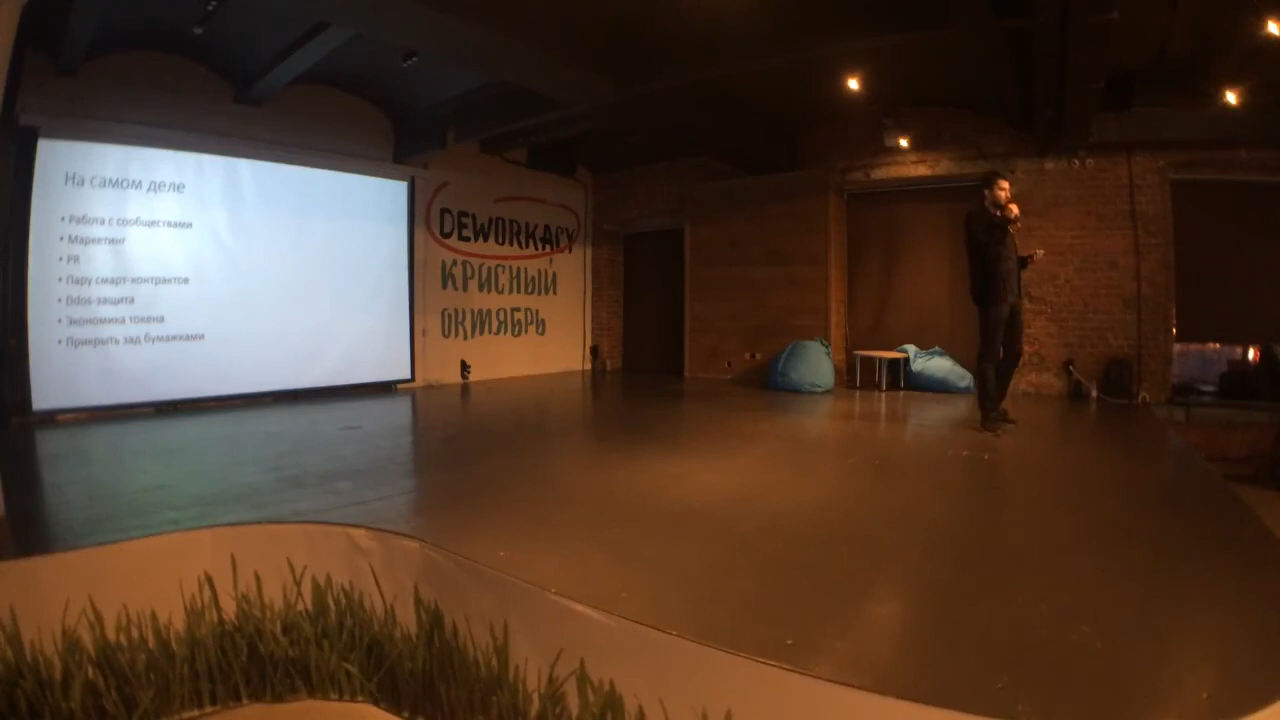 На самом деле
• Работа с сообществами
• Маркетинг
• PR
• Пару смарт-контрактов
• Ddos-защита
• Экономика токена
• Прикрыть зад бумажками
DEWORKACY
КРАСНЫЙ
ОКТЯБРЬ